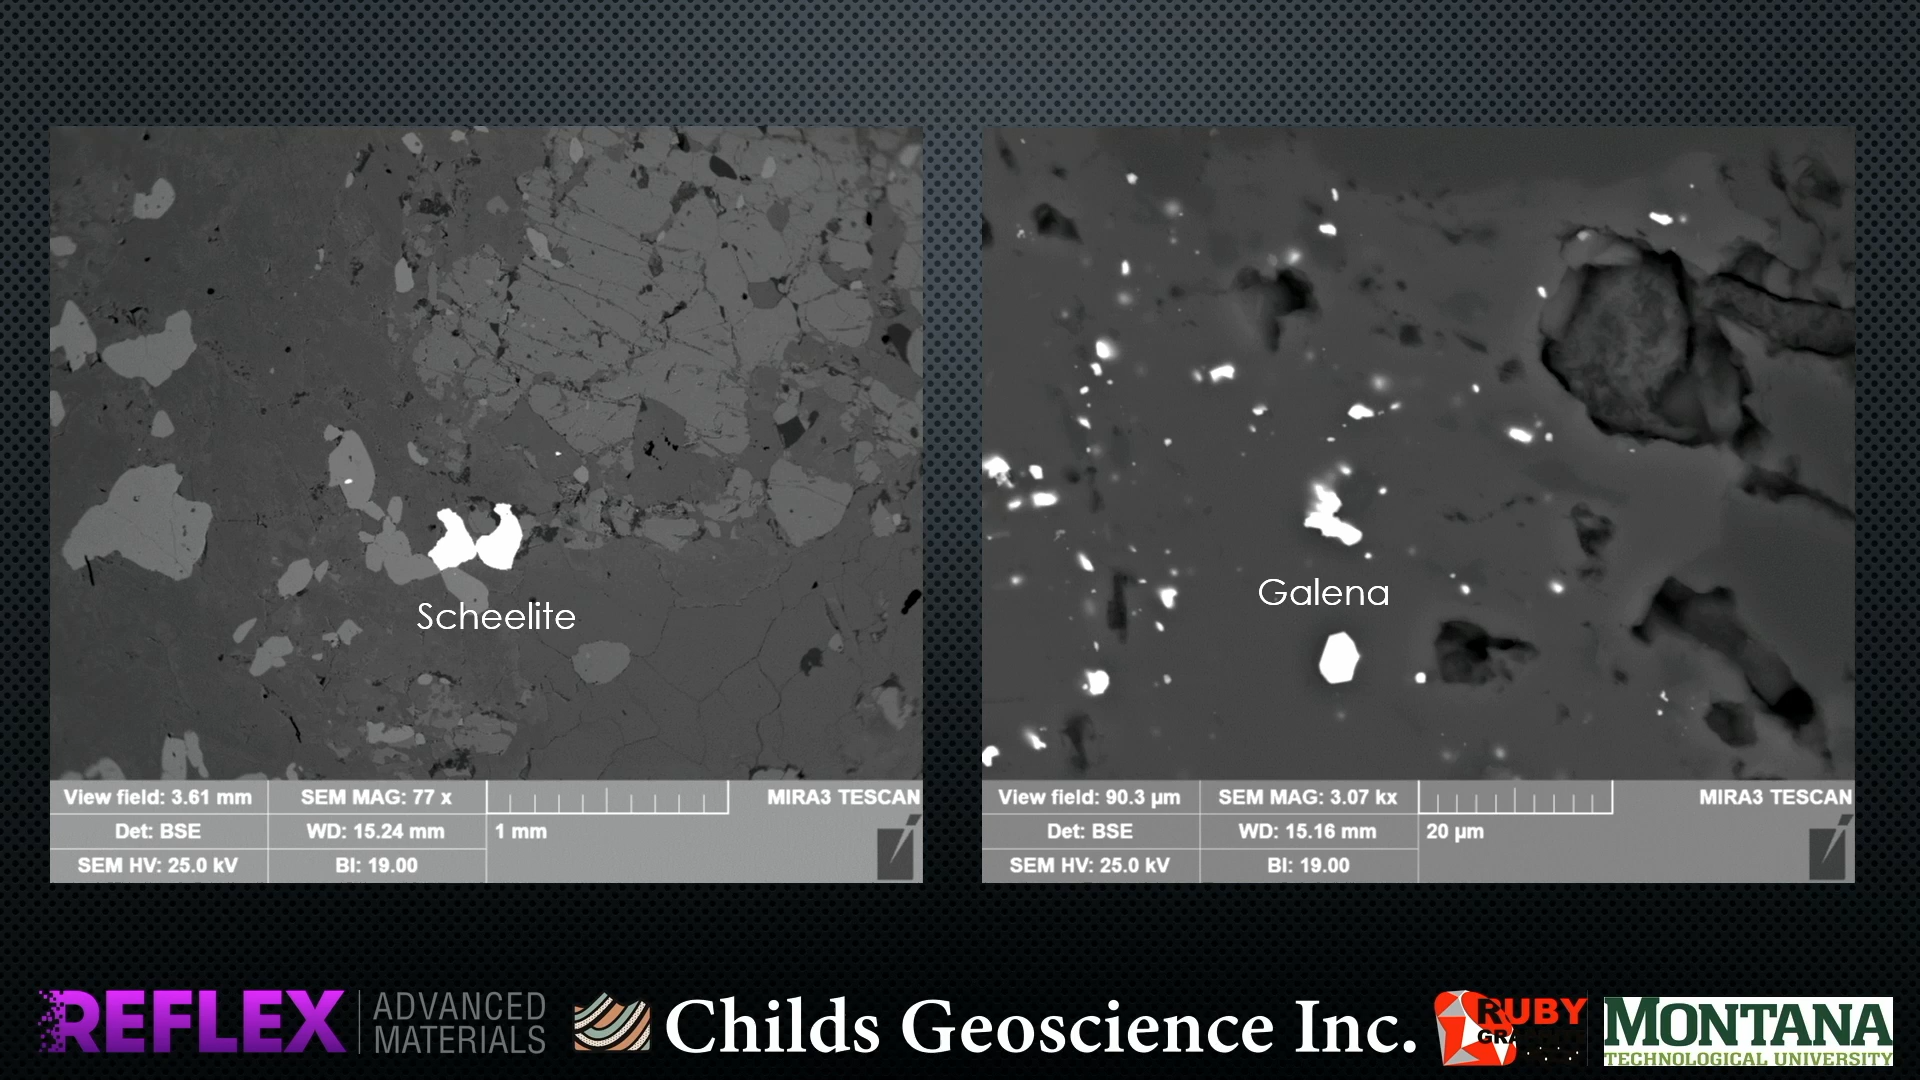 Scheelite
View field: 3.61 mm
SEM MAG: 77 x
MIRA3 TESCAN
Det: BSE
WD: 15.24 mm
1 mm
SEM HV: 25.0 kV
BI: 19.00
Galena
View field: 90.3 µm
SEM MAG: 3.07 kx
MIRA3 TESCAN
Det: BSE
WD: 15.16 mm
20 µm
SEM HV: 25.0 kV
BI: 19.00
REFLEX
ADVANCED
MATERIALS
Childs Geoscience Inc.
RUBY
MONTANA
TECHNOLOGICAL UNIVERSITY